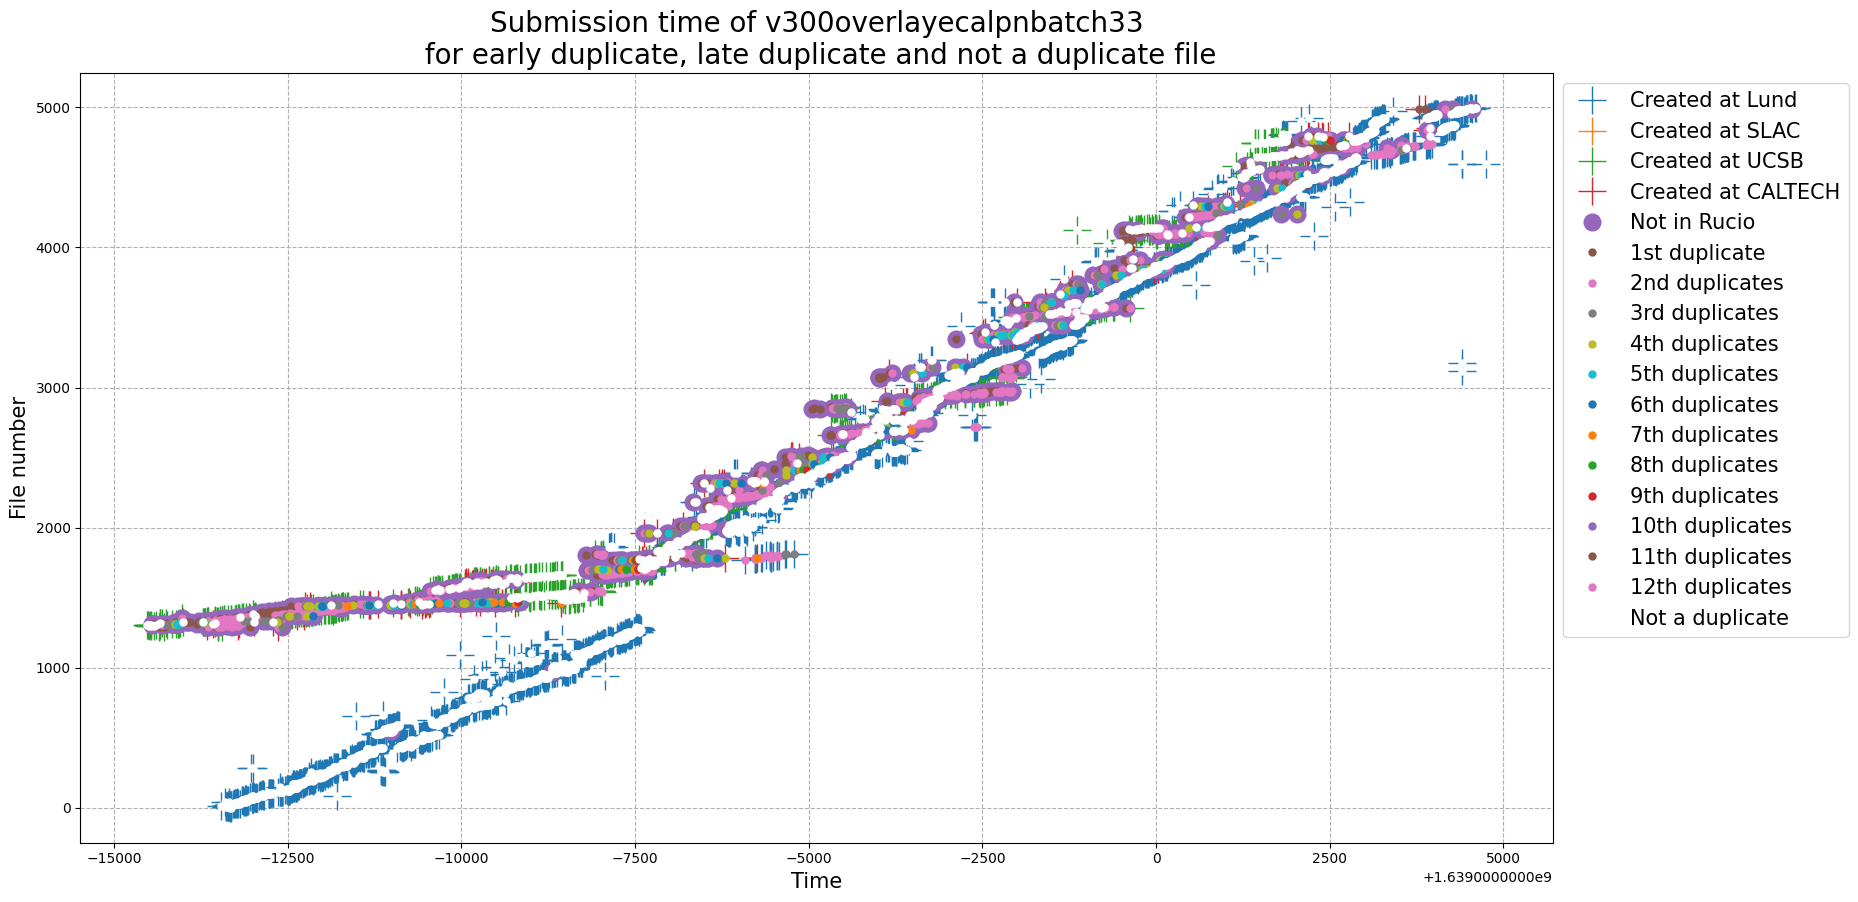 Submission time of v300overlayecalpnbatch33
for early duplicate, late duplicate and not a duplicate file
File number
5000
4000
3000
2000
1000
0
−15000
−12500
−10000
−7500
−5000
−2500
0
2500
5000
+1.6390000000e9
Time
Created at Lund
Created at SLAC
Created at UCSB
Created at CALTECH
Not in Rucio
1st duplicate
2nd duplicates
3rd duplicates
4th duplicates
5th duplicates
6th duplicates
7th duplicates
8th duplicates
9th duplicates
10th duplicates
11th duplicates
12th duplicates
Not a duplicate